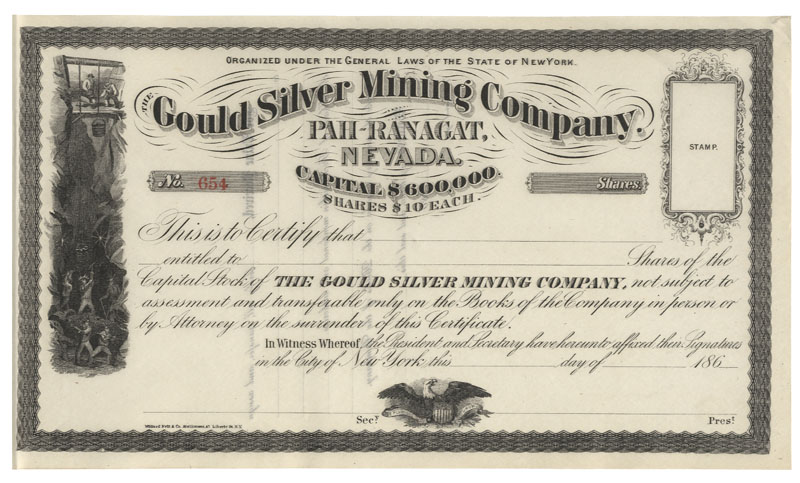 ORGANIZED UNDER THE GENERAL LAWS OF THE STATE OF NEW YORK.
THE Gould Silver Mining Company.
PAH-RANAGAT,
NEVADA.
No. 654
Shares.
STAMP.
CAPITAL $600,000.
SHARES $10 EACH.
This is to Certify that
entitled to Shares of the
Capital Stock of THE GOULD SILVER MINING COMPANY, not subject to
assessment and transferable only on the Books of the Company in person or
by Attorney on the surrender of this Certificate.
In Witness Whereof, the President and Secretary have hereunto affixed their Signatures
in the City of New York this day of 186
Secy. Prest.